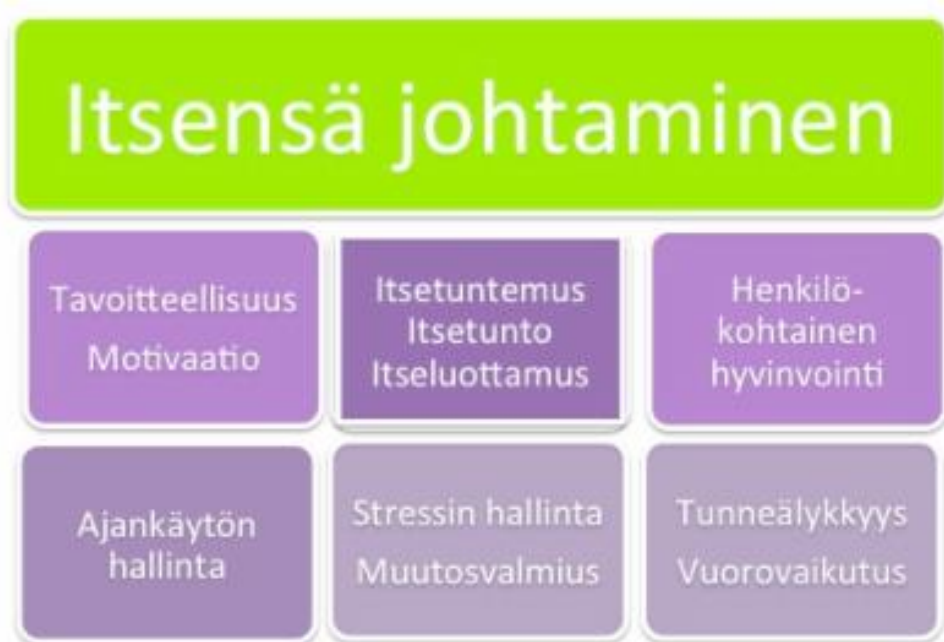 Itsensä johtaminen
Tavoitteellisuus
Motivaatio
Itsetuntemus
Itsetunto
Itseluottamus
Henkilö-
kohtainen
hyvinvointi
Ajankäytön
hallinta
Stressin hallinta
Muutosvalmius
Tunneälykkyys
Vuorovaikutus